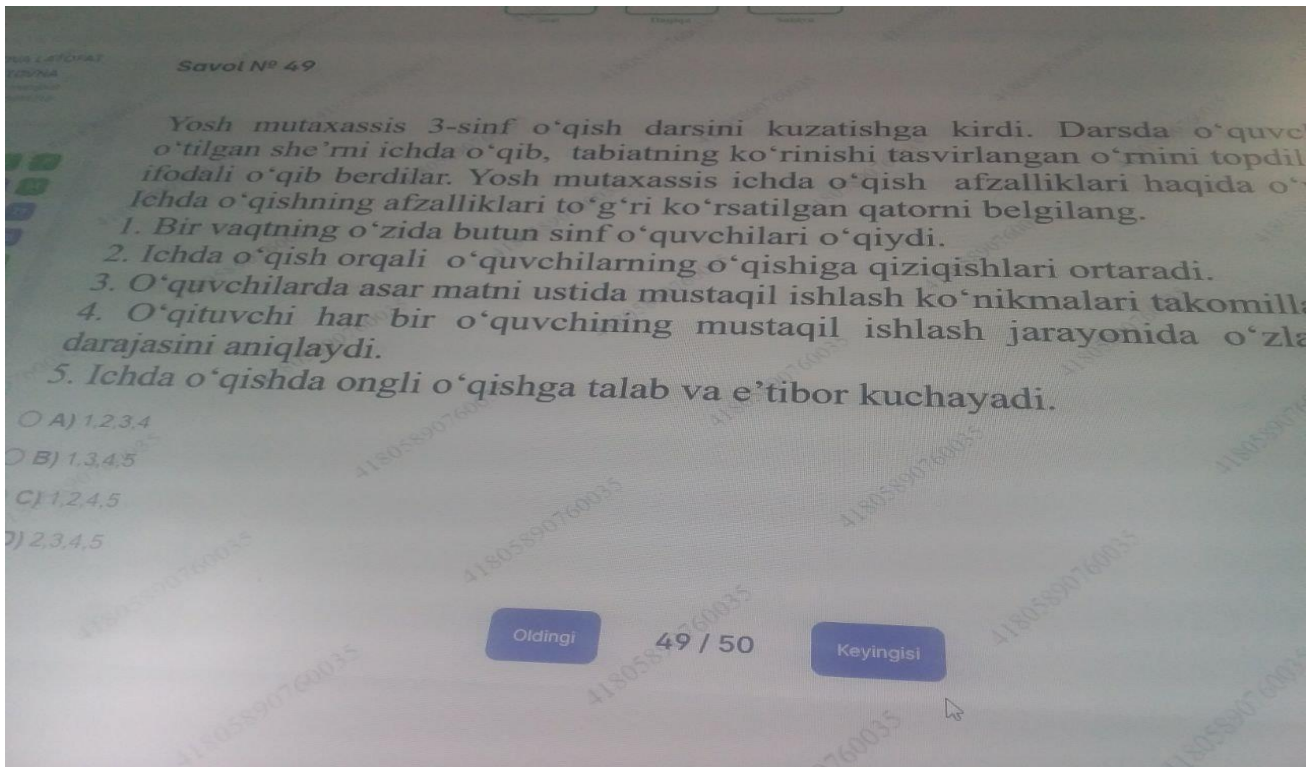 Savol № 49
Yosh mutaxassis 3-sinf o‘qish darsini kuzatishga kirdi. Darsda
o‘tilgan she’rni ichda o‘qib, tabiatning ko‘rinishi tasvirlangan o‘rnini
ifodali o‘qib berdilar. Yosh mutaxassis ichda o‘qish afzalliklari haqida
Ichda o‘qishning afzalliklari to‘g‘ri ko‘rsatilgan qatorni belgilang.
1. Bir vaqtning o‘zida butun sinf o‘quvchilari o‘qiydi.
2. Ichda o‘qish orqali o‘quvchilarning o‘qishiga qiziqishlari ortaradi.
3. O‘quvchilarda asar matni ustida mustaqil ishlash ko‘nikmalari
4. O‘qituvchi har bir o‘quvchining mustaqil ishlash jarayonida
darajasini aniqlaydi.
5. Ichda o‘qishda ongli o‘qishga talab va e’tibor kuchayadi.
A) 1,2,3,4
B) 1,3,4,5
C) 1,2,4,5
D) 2,3,4,5
Oldingi 49 / 50 Keyingisi
41805890760035